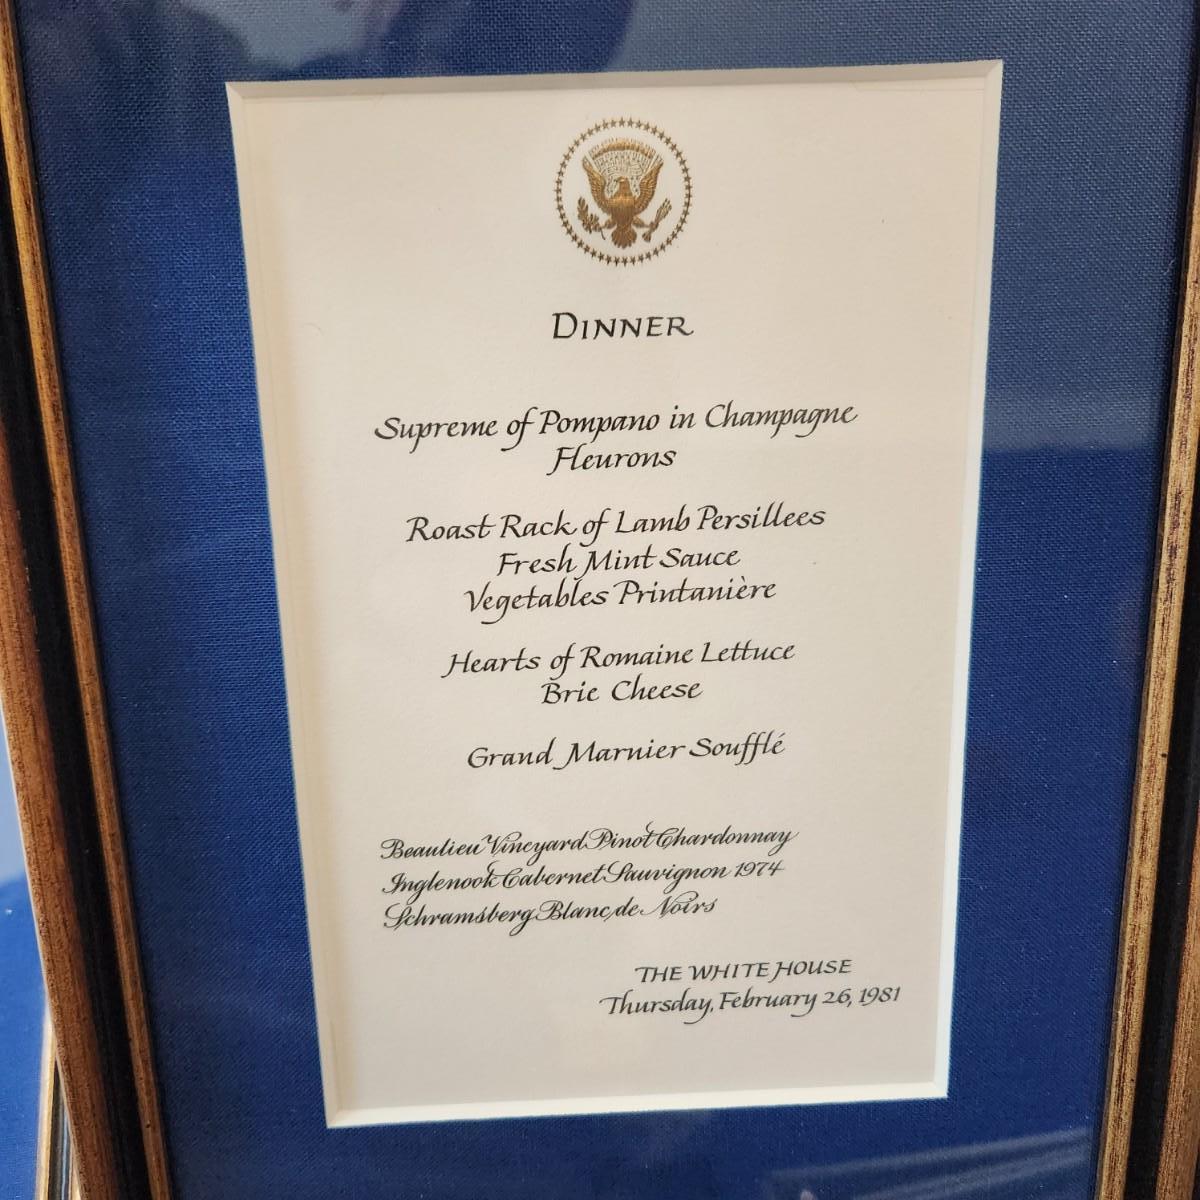 DINNER
Supreme of Pompano in Champagne
Fleurons
Roast Rack of Lamb Persillees
Fresh Mint Sauce
Vegetables Printanière
Hearts of Romaine Lettuce
Brie Cheese
Grand Marnier Soufflé
Beaulieu Vineyard Pinot Chardonnay
Inglenook Cabernet Sauvignon 1974
Schramsberg Blanc de Noirs
THE WHITE HOUSE
Thursday, February 26, 1981